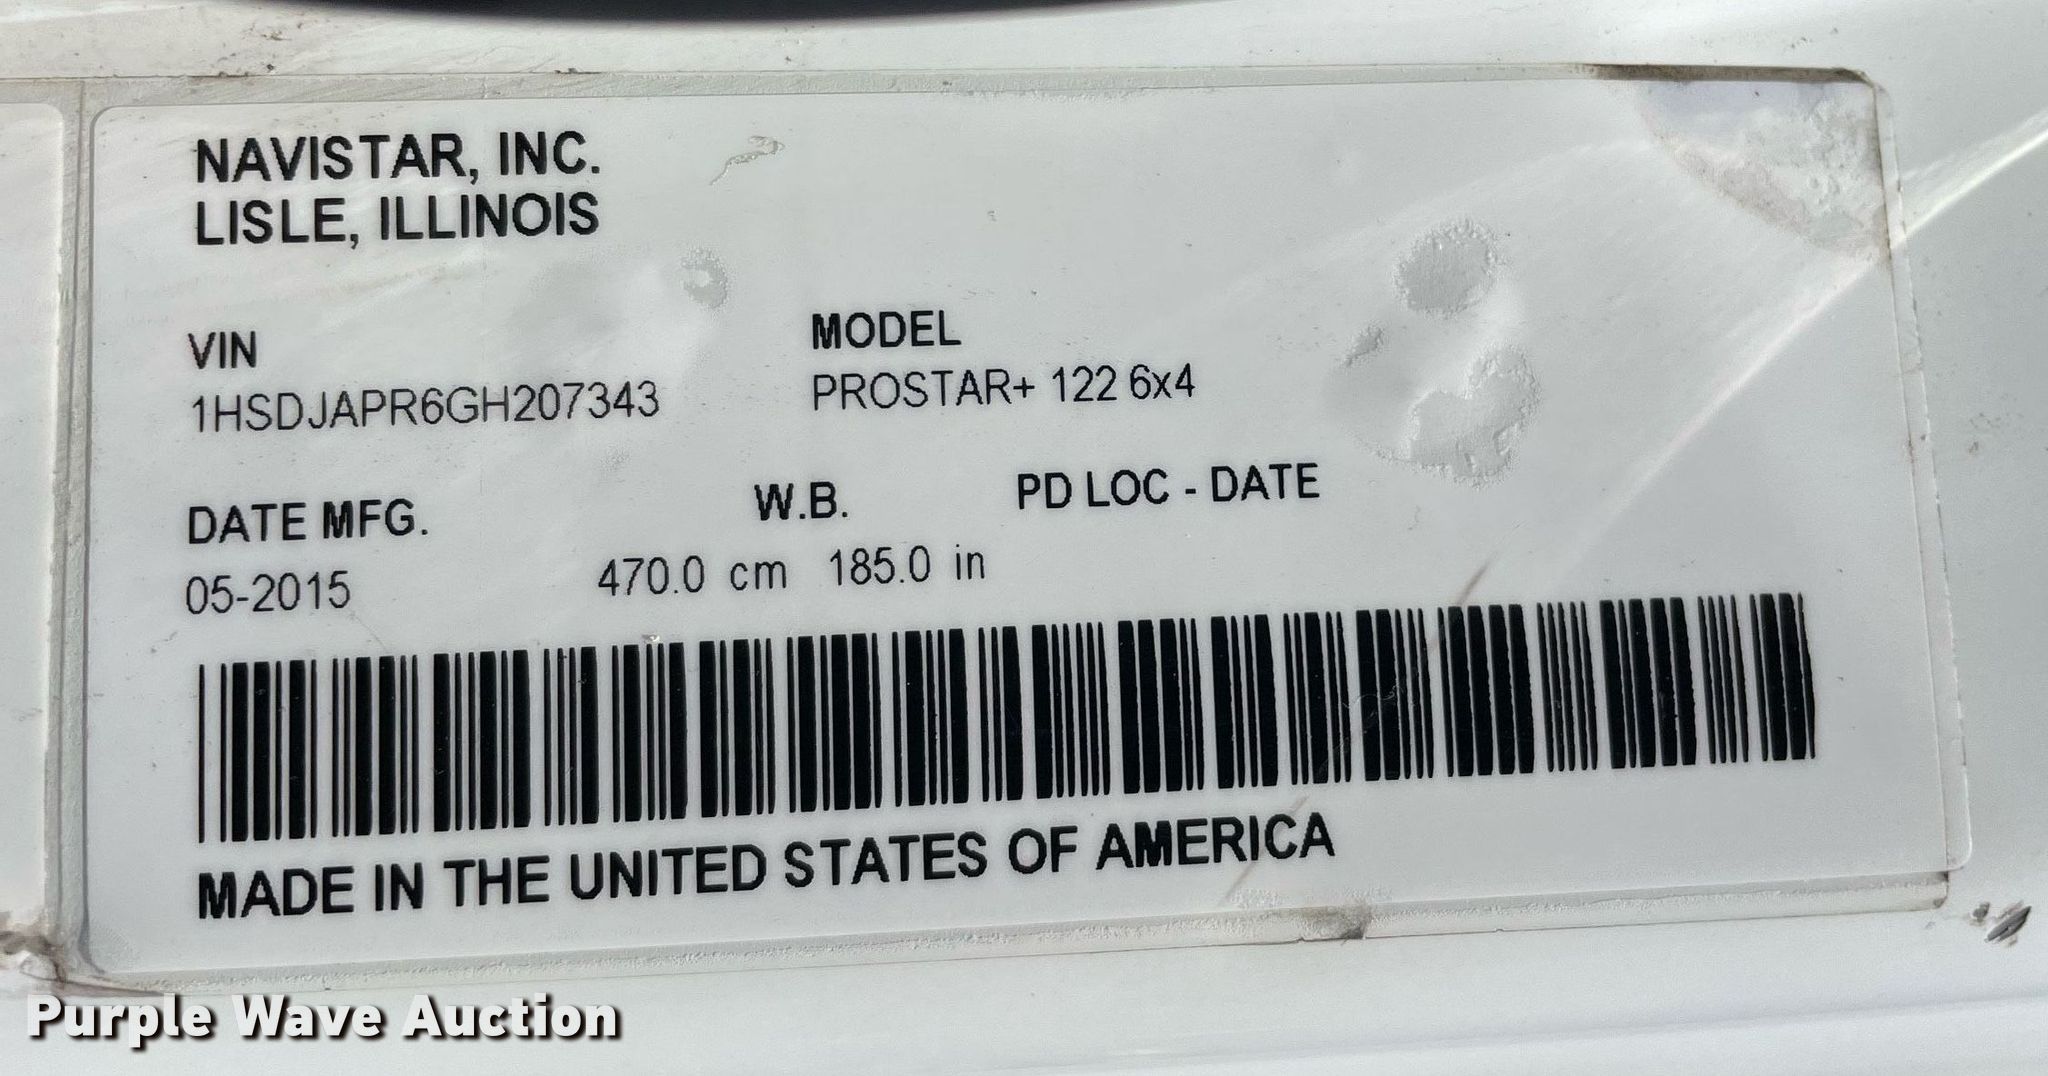 NAVISTAR, INC.
LISLE, ILLINOIS
VIN
MODEL
1HSDJAPR6GH207343
PROSTAR+ 122 6x4
DATE MFG.
W.B.
PD LOC - DATE
05-2015
470.0 cm 185.0 in
MADE IN THE UNITED STATES OF AMERICA
Purple Wave Auction